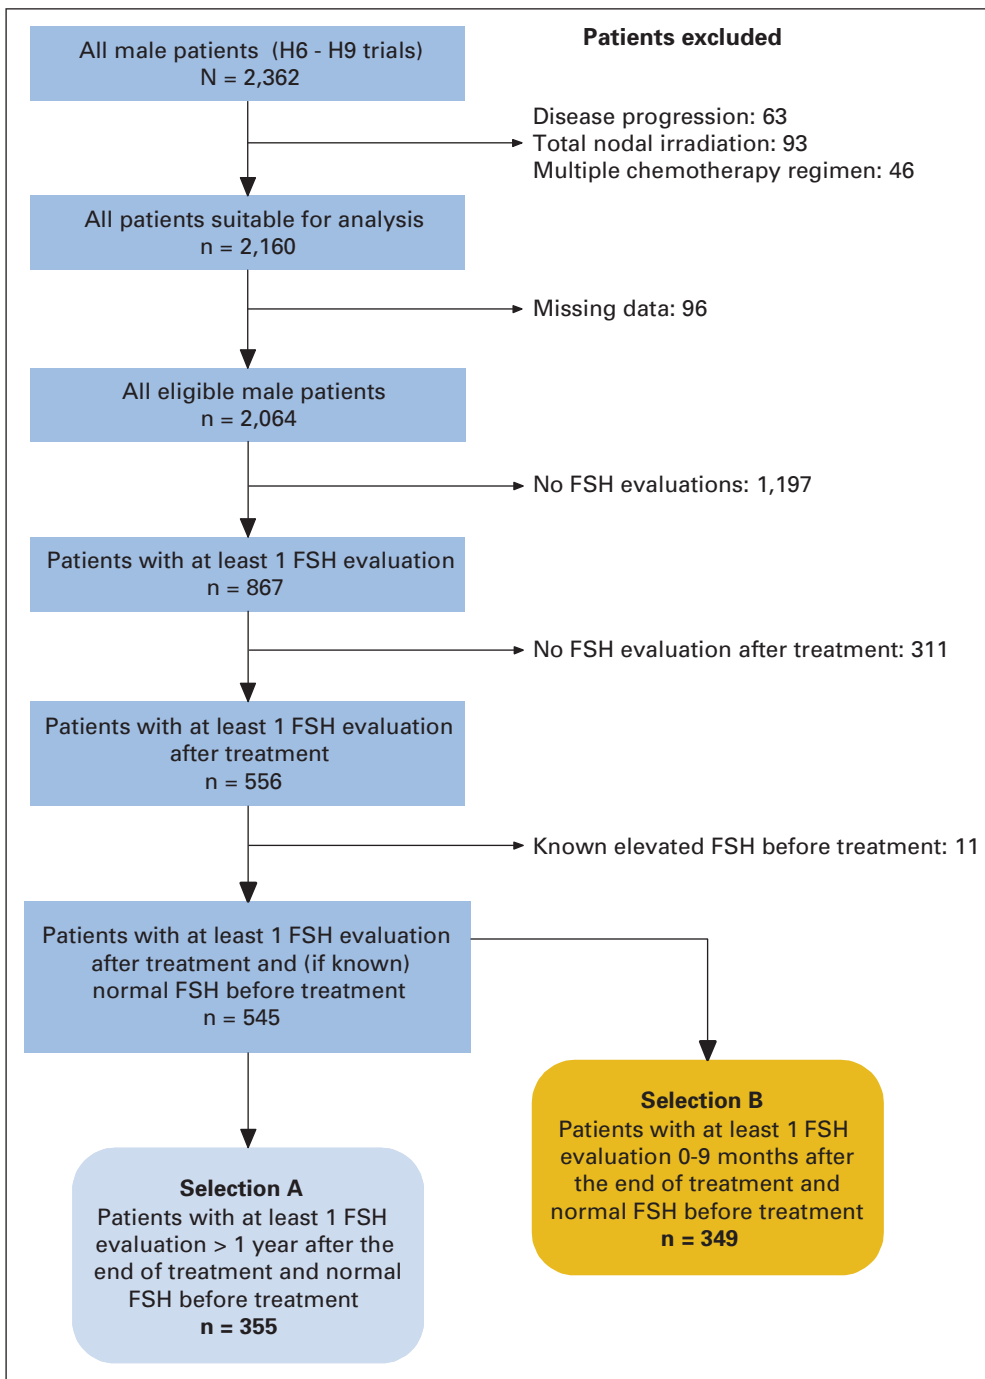 All male patients (H6 - H9 trials)
N = 2,362
Patients excluded
Disease progression: 63
Total nodal irradiation: 93
Multiple chemotherapy regimen: 46
All patients suitable for analysis
n = 2,160
Missing data: 96
All eligible male patients
n = 2,064
No FSH evaluations: 1,197
Patients with at least 1 FSH evaluation
n = 867
No FSH evaluation after treatment: 311
Patients with at least 1 FSH evaluation
after treatment
n = 556
Known elevated FSH before treatment: 11
Patients with at least 1 FSH evaluation
after treatment and (if known)
normal FSH before treatment
n = 545
Selection B
Patients with at least 1 FSH
evaluation 0-9 months after
the end of treatment and
normal FSH before treatment
n = 349
Selection A
Patients with at least 1 FSH
evaluation > 1 year after the
end of treatment and normal
FSH before treatment
n = 355